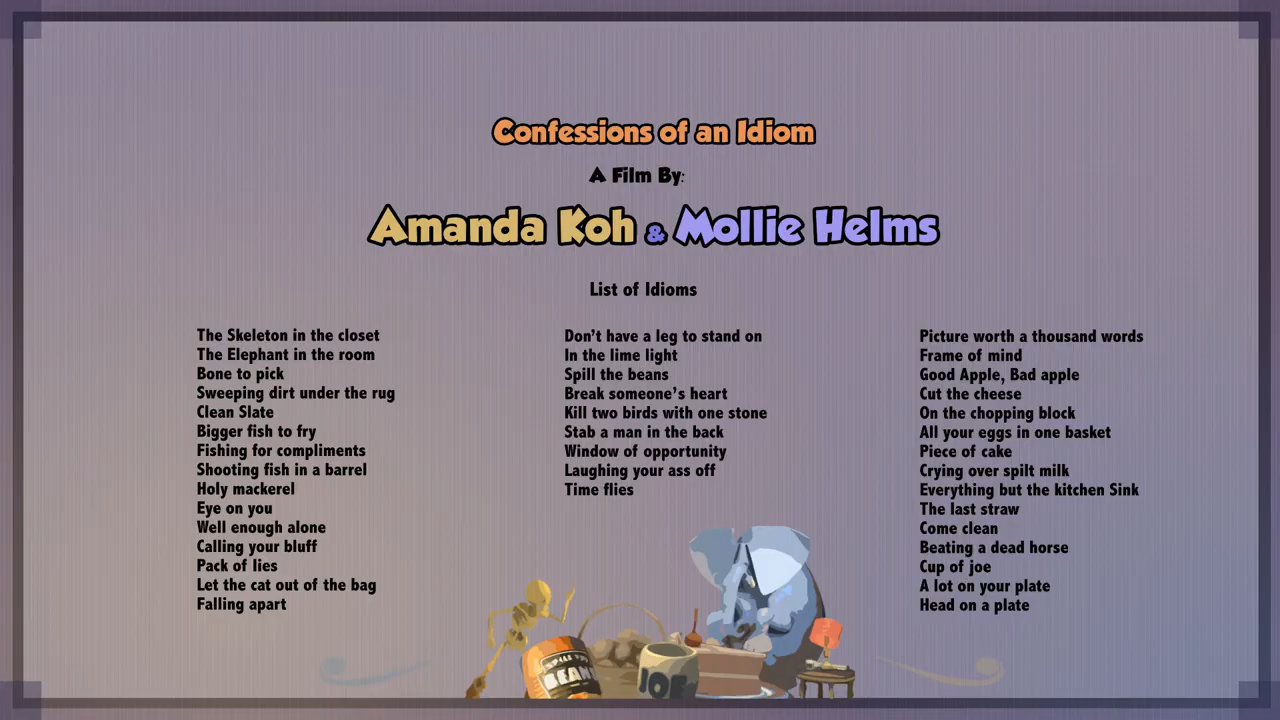 Confessions of an Idiom
A Film By:
Amanda Koh & Mollie Helms
List of Idioms
The Skeleton in the closet
The Elephant in the room
Bone to pick
Sweeping dirt under the rug
Clean Slate
Bigger fish to fry
Fishing for compliments
Shooting fish in a barrel
Holy mackerel
Eye on you
Well enough alone
Calling your bluff
Pack of lies
Let the cat out of the bag
Falling apart
Don't have a leg to stand on
In the lime light
Spill the beans
Break someone's heart
Kill two birds with one stone
Stab a man in the back
Window of opportunity
Laughing your ass off
Time flies
Picture worth a thousand words
Frame of mind
Good Apple, Bad apple
Cut the cheese
On the chopping block
All your eggs in one basket
Piece of cake
Crying over spilt milk
Everything but the kitchen Sink
The last straw
Come clean
Beating a dead horse
Cup of joe
A lot on your plate
Head on a plate
BEANS
JOE